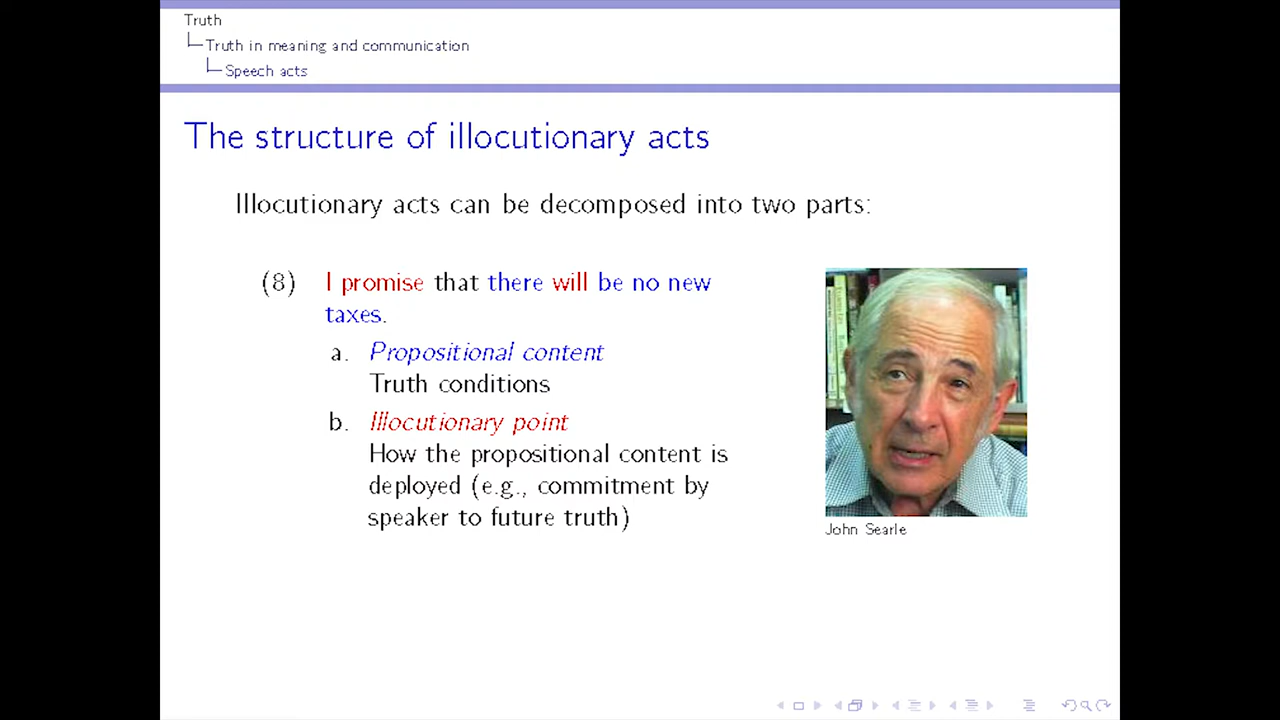 Truth
Truth in meaning and communication
Speech acts
The structure of illocutionary acts
Illocutionary acts can be decomposed into two parts:
(8) I promise that there will be no new
taxes.
a. Propositional content
Truth conditions
b. Illocutionary point
How the propositional content is
deployed (e.g., commitment by
speaker to future truth)
John Searle